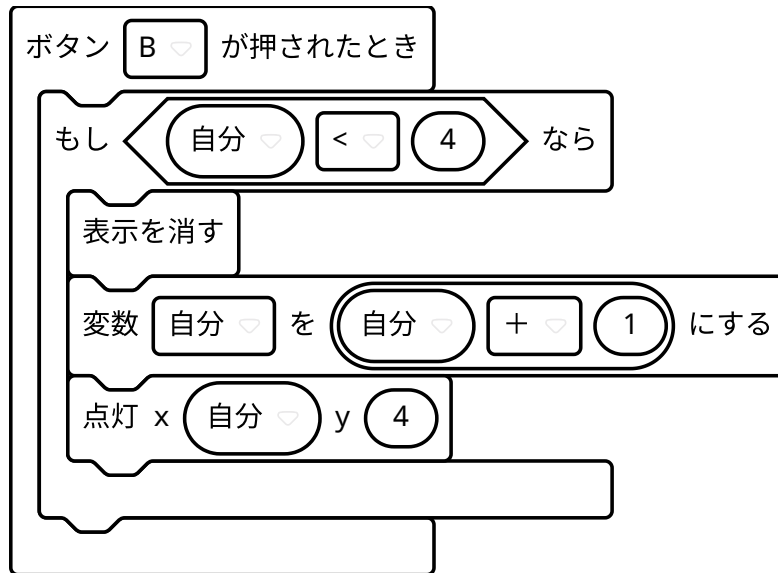 ボタン B が押されたとき
もし 自分 < 4 なら
表示を消す
変数 自分 を 自分 + 1 にする
点灯 x 自分 y 4